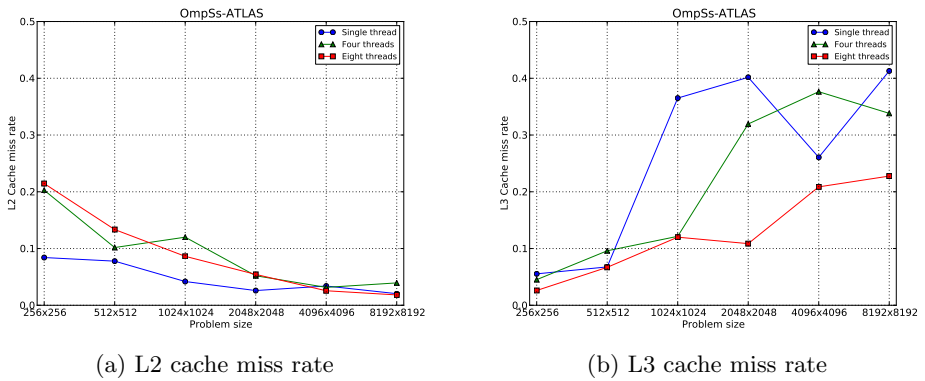 OmpSs-ATLAS
0.5
0.4
0.3
0.2
0.1
0.0
L2 Cache miss rate
Single thread
Four threads
Eight threads
256x256 512x512 1024x1024 2048x2048 4096x4096 8192x8192
Problem size
(a) L2 cache miss rate
OmpSs-ATLAS
0.5
0.4
0.3
0.2
0.1
0.0
L3 Cache miss rate
Single thread
Four threads
Eight threads
256x256 512x512 1024x1024 2048x2048 4096x4096 8192x8192
Problem size
(b) L3 cache miss rate